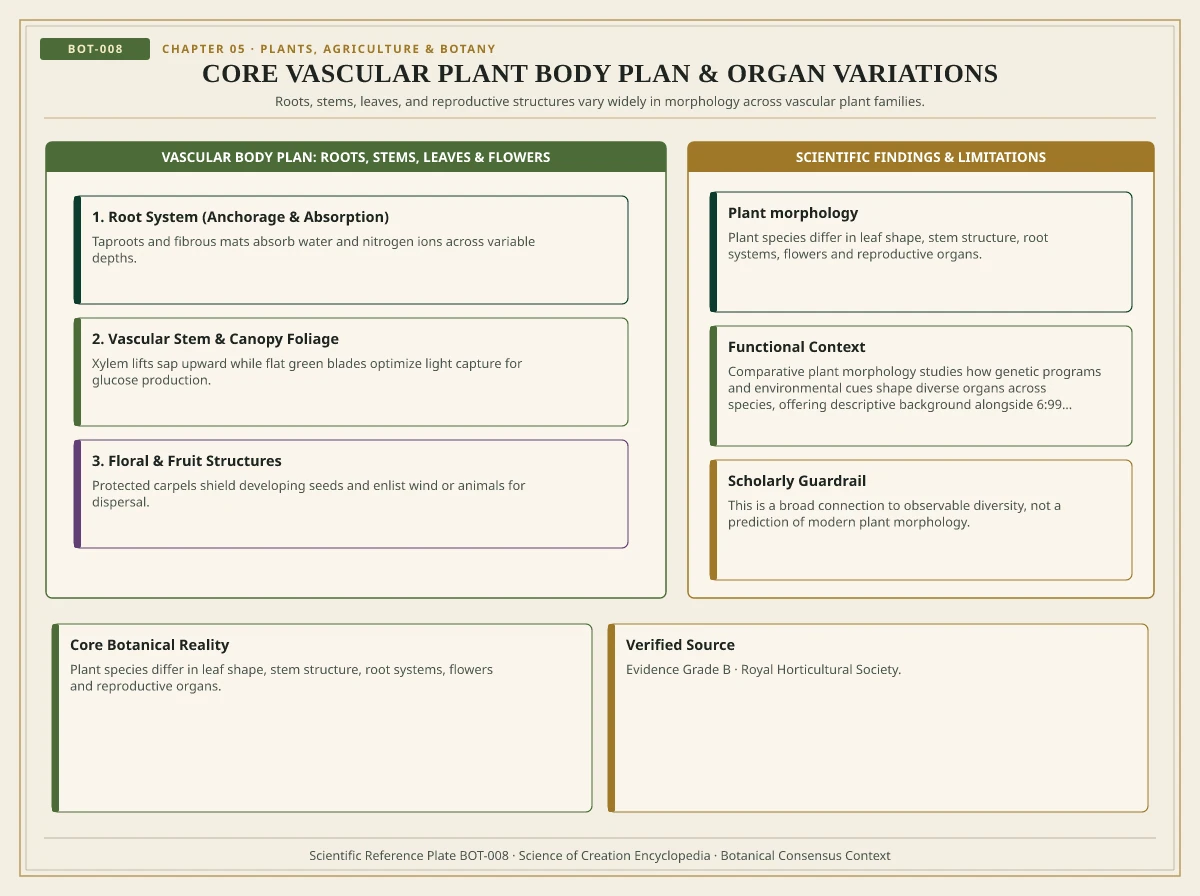 BOT-008
CHAPTER 05 · PLANTS, AGRICULTURE & BOTANY
CORE VASCULAR PLANT BODY PLAN & ORGAN VARIATIONS
Roots, stems, leaves, and reproductive structures vary widely in morphology across vascular plant families.
VASCULAR BODY PLAN: ROOTS, STEMS, LEAVES & FLOWERS
1. Root System (Anchorage & Absorption)
Taproots and fibrous mats absorb water and nitrogen ions across variable
depths.
2. Vascular Stem & Canopy Foliage
Xylem lifts sap upward while flat green blades optimize light capture for
glucose production.
3. Floral & Fruit Structures
Protected carpels shield developing seeds and enlist wind or animals for
dispersal.
SCIENTIFIC FINDINGS & LIMITATIONS
Plant morphology
Plant species differ in leaf shape, stem structure, root
systems, flowers and reproductive organs.
Functional Context
Comparative plant morphology studies how genetic programs
and environmental cues shape diverse organs across
species, offering descriptive background alongside 6:99...
Scholarly Guardrail
This is a broad connection to observable diversity, not a
prediction of modern plant morphology.
Core Botanical Reality
Plant species differ in leaf shape, stem structure, root systems, flowers
and reproductive organs.
Verified Source
Evidence Grade B · Royal Horticultural Society.
Scientific Reference Plate BOT-008 · Science of Creation Encyclopedia · Botanical Consensus Context